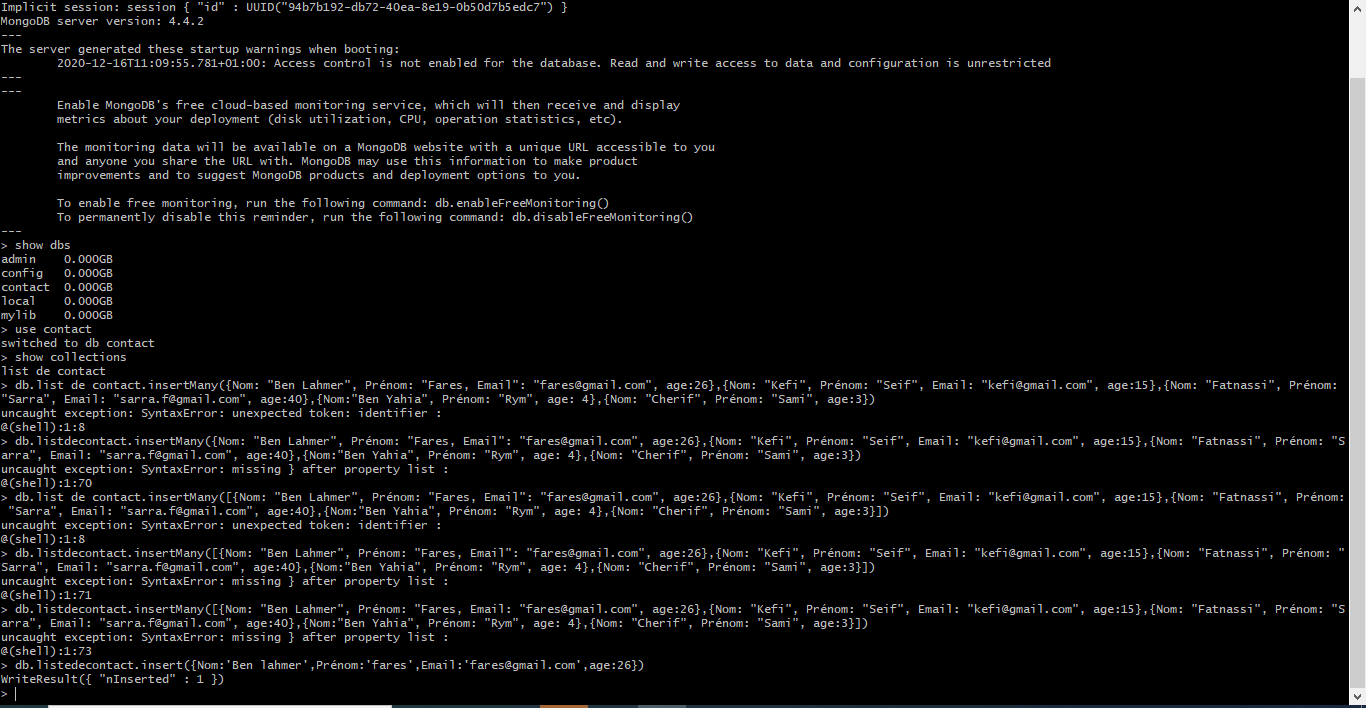 Implicit session: session { "id" : UUID("94b7b192-db72-40ea-8e19-0b50d7b5edc7") }
MongoDB server version: 4.4.2
---
The server generated these startup warnings when booting:
        2020-12-16T11:09:55.781+01:00: Access control is not enabled for the database. Read and write access to data and configuration is unrestricted
---
---
        Enable MongoDB's free cloud-based monitoring service, which will then receive and display
        metrics about your deployment (disk utilization, CPU, operation statistics, etc).

        The monitoring data will be available on a MongoDB website with a unique URL accessible to you
        and anyone you share the URL with. MongoDB may use this information to make product
        improvements and to suggest MongoDB products and deployment options to you.

        To enable free monitoring, run the following command: db.enableFreeMonitoring()
        To permanently disable this reminder, run the following command: db.disableFreeMonitoring()
---
> show dbs
admin    0.000GB
config   0.000GB
contact  0.000GB
local    0.000GB
mylib    0.000GB
> use contact
switched to db contact
> show collections
list de contact
> db.list de contact.insertMany({Nom: "Ben Lahmer", Prénom: "Fares, Email": "fares@gmail.com", age:26},{Nom: "Kefi", Prénom: "Seif", Email: "kefi@gmail.com", age:15},{Nom: "Fatnassi", Prénom:
"Sarra", Email: "sarra.f@gmail.com", age:40},{Nom:"Ben Yahia", Prénom: "Rym", age: 4},{Nom: "Cherif", Prénom: "Sami", age:3})
uncaught exception: SyntaxError: unexpected token: identifier :
@(shell):1:8
> db.listdecontact.insertMany({Nom: "Ben Lahmer", Prénom: "Fares, Email": "fares@gmail.com", age:26},{Nom: "Kefi", Prénom: "Seif", Email: "kefi@gmail.com", age:15},{Nom: "Fatnassi", Prénom: "S
arra", Email: "sarra.f@gmail.com", age:40},{Nom:"Ben Yahia", Prénom: "Rym", age: 4},{Nom: "Cherif", Prénom: "Sami", age:3})
uncaught exception: SyntaxError: missing } after property list :
@(shell):1:70
> db.list de contact.insertMany([{Nom: "Ben Lahmer", Prénom: "Fares, Email": "fares@gmail.com", age:26},{Nom: "Kefi", Prénom: "Seif", Email: "kefi@gmail.com", age:15},{Nom: "Fatnassi", Prénom:
 "Sarra", Email: "sarra.f@gmail.com", age:40},{Nom:"Ben Yahia", Prénom: "Rym", age: 4},{Nom: "Cherif", Prénom: "Sami", age:3}])
uncaught exception: SyntaxError: unexpected token: identifier :
@(shell):1:8
> db.listdecontact.insertMany([{Nom: "Ben Lahmer", Prénom: "Fares, Email": "fares@gmail.com", age:26},{Nom: "Kefi", Prénom: "Seif", Email: "kefi@gmail.com", age:15},{Nom: "Fatnassi", Prénom: "
Sarra", Email: "sarra.f@gmail.com", age:40},{Nom:"Ben Yahia", Prénom: "Rym", age: 4},{Nom: "Cherif", Prénom: "Sami", age:3}])
uncaught exception: SyntaxError: missing } after property list :
@(shell):1:71
> db.listdecontact.insertMany([{Nom: "Ben Lahmer", Prénom: "Fares, Email: "fares@gmail.com", age:26},{Nom: "Kefi", Prénom: "Seif", Email: "kefi@gmail.com", age:15},{Nom: "Fatnassi", Prénom: "S
arra", Email: "sarra.f@gmail.com", age:40},{Nom:"Ben Yahia", Prénom: "Rym", age: 4},{Nom: "Cherif", Prénom: "Sami", age:3}])
uncaught exception: SyntaxError: missing } after property list :
@(shell):1:73
> db.listedecontact.insert({Nom:'Ben lahmer',Prénom:'fares',Email:'fares@gmail.com',age:26})
WriteResult({ "nInserted" : 1 })
>